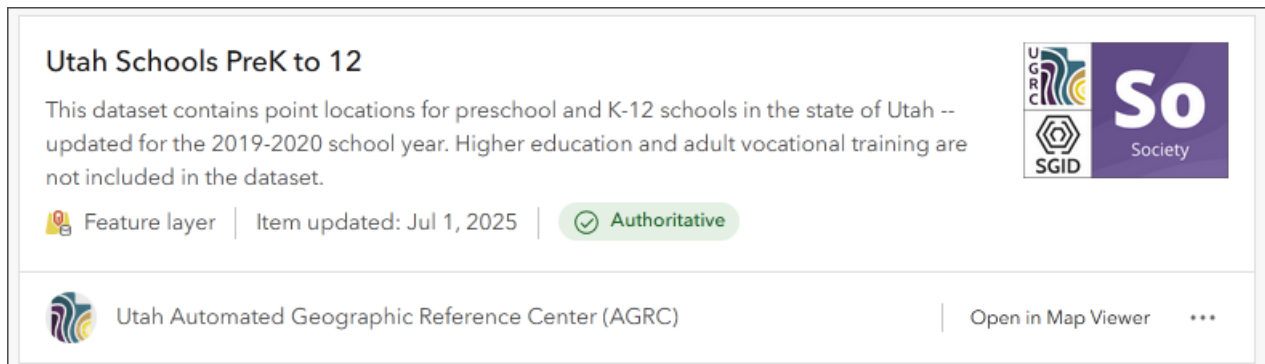 Utah Schools PreK to 12
This dataset contains point locations for preschool and K-12 schools in the state of Utah --
updated for the 2019-2020 school year. Higher education and adult vocational training are
not included in the dataset.
Feature layer
Item updated: Jul 1, 2025
Authoritative
UGRC
SGID
So
Society
Utah Automated Geographic Reference Center (AGRC)
Open in Map Viewer